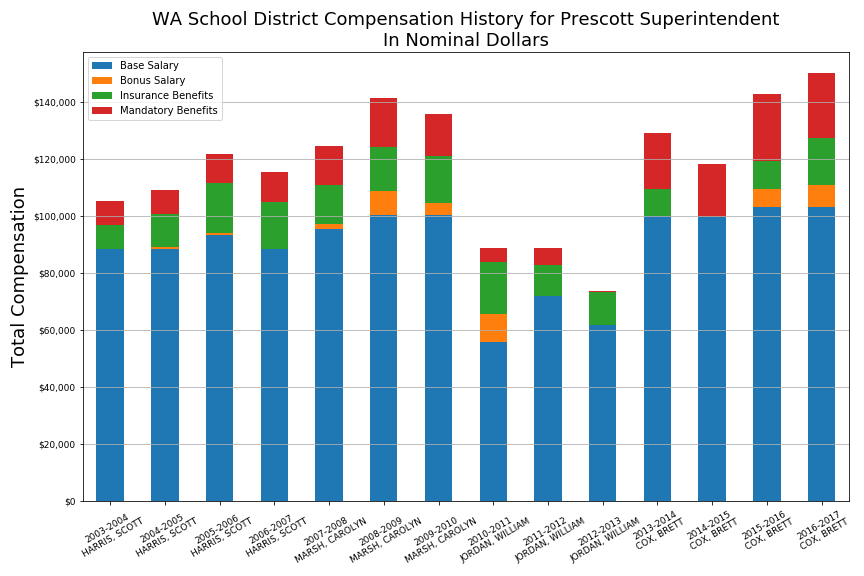 WA School District Compensation History for Prescott Superintendent
In Nominal Dollars
Base Salary
Bonus Salary
Insurance Benefits
Mandatory Benefits
Total Compensation
$140,000
$120,000
$100,000
$80,000
$60,000
$40,000
$20,000
$0
2003-2004
HARRIS, SCOTT
2004-2005
HARRIS, SCOTT
2005-2006
HARRIS, SCOTT
2006-2007
HARRIS, SCOTT
2007-2008
MARSH, CAROLYN
2008-2009
MARSH, CAROLYN
2009-2010
MARSH, CAROLYN
2010-2011
JORDAN, WILLIAM
2011-2012
JORDAN, WILLIAM
2012-2013
JORDAN, WILLIAM
2013-2014
COX, BRETT
2014-2015
COX, BRETT
2015-2016
COX, BRETT
2016-2017
COX, BRETT